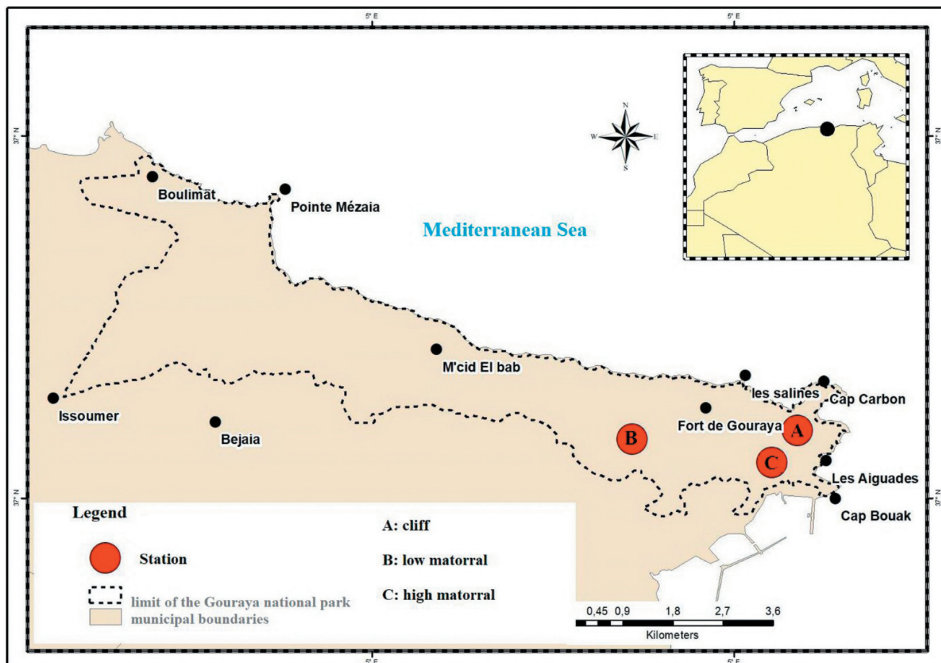 5° E
5° E
N
W
E
S
37° N
37° N
Boulimat
Pointe Mézaia
Mediterranean Sea
M'cid El bab
les salines
Cap Carbon
Issoumer
Bejaia
Fort de Gouraya
A
B
C
Les Aiguades
Cap Bouak
37° N
37° N
Legend
Station
limit of the Gouraya national park
municipal boundaries
A: cliff
B: low matorral
C: high matorral
0,45 0,9 1,8 2,7 3,6
Kilometers
5° E
5° E